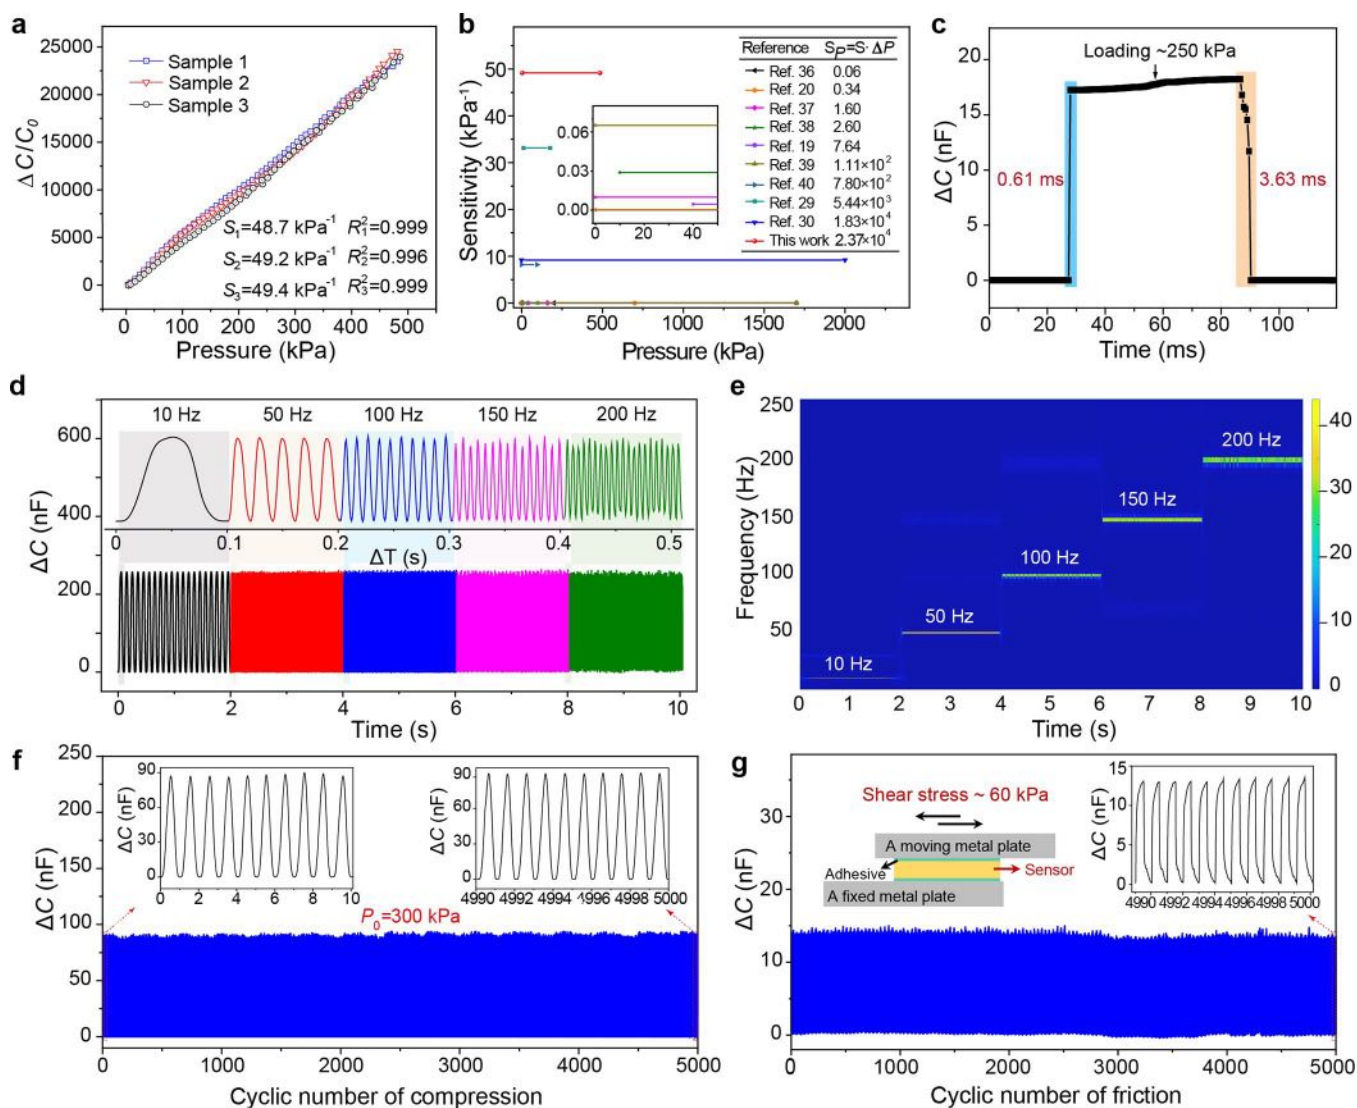 a
25000
20000
15000
10000
5000
0
ΔC/C₀
Sample 1
Sample 2
Sample 3
S₁=48.7 kPa⁻¹ R₁²=0.999
S₂=49.2 kPa⁻¹ R₂²=0.996
S₃=49.4 kPa⁻¹ R₃²=0.999
0 100 200 300 400 500
Pressure (kPa)
b
50
40
30
20
10
0
Sensitivity (kPa⁻¹)
0.06
0.03
0.00
0 20 40
Reference Sₚ=S·ΔP
Ref. 36 0.06
Ref. 20 0.34
Ref. 37 1.60
Ref. 38 2.60
Ref. 19 7.64
Ref. 39 1.11×10²
Ref. 40 7.80×10²
Ref. 29 5.44×10³
Ref. 30 1.83×10⁴
This work 2.37×10⁴
0 500 1000 1500 2000
Pressure (kPa)
c
20
15
10
5
0
ΔC (nF)
Loading ~250 kPa
0.61 ms
3.63 ms
0 20 40 60 80 100
Time (ms)
d
10 Hz 50 Hz 100 Hz 150 Hz 200 Hz
600
400
200
0
ΔC (nF)
0 0.1 0.2 0.3 0.4 0.5
ΔT (s)
0 2 4 6 8 10
Time (s)
e
250
200
150
100
50
Frequency (Hz)
10 Hz
50 Hz
100 Hz
150 Hz
200 Hz
40
30
20
10
0
0 1 2 3 4 5 6 7 8 9 10
Time (s)
f
250
200
150
100
50
0
ΔC (nF)
90
60
30
0
ΔC (nF)
0 2 4 6 8 10
90
60
30
0
ΔC (nF)
4990 4992 4994 4996 4998 5000
P₀=300 kPa
0 1000 2000 3000 4000 5000
Cyclic number of compression
g
30
20
10
0
ΔC (nF)
Shear stress ~ 60 kPa
A moving metal plate
Adhesive
Sensor
A fixed metal plate
15
10
5
0
ΔC (nF)
4990 4992 4994 4996 4998 5000
0 1000 2000 3000 4000 5000
Cyclic number of friction